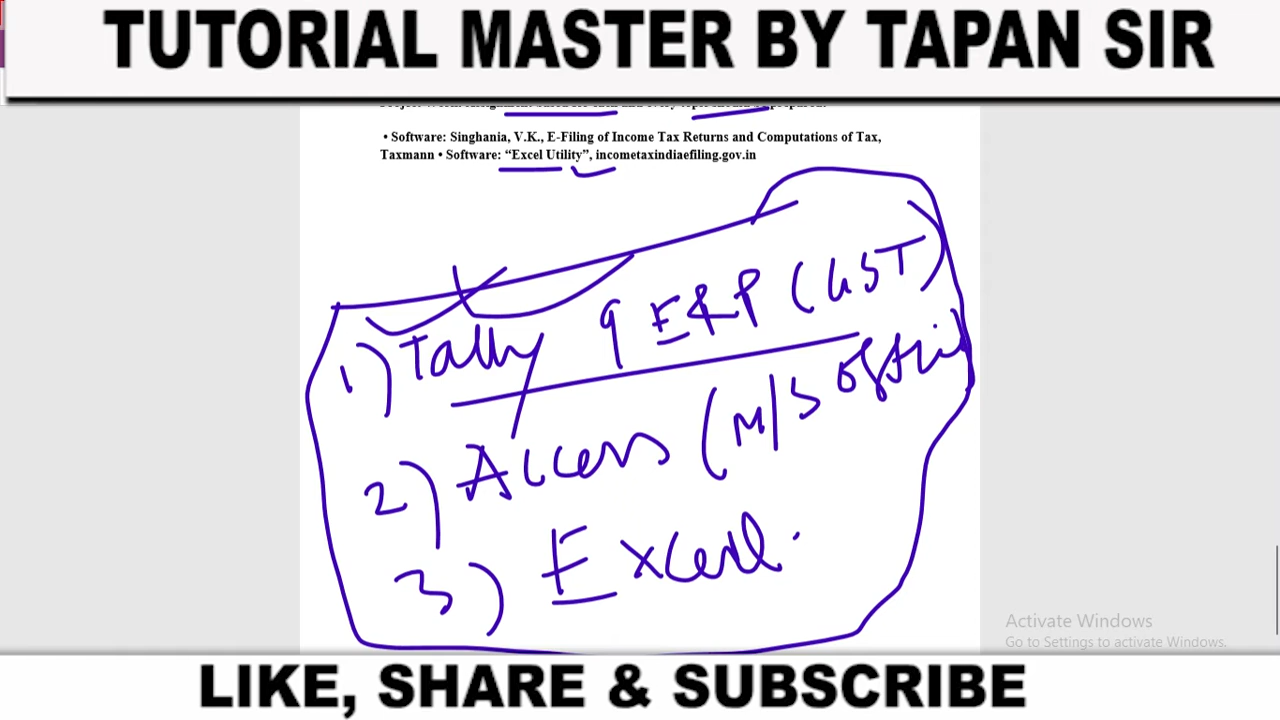 TUTORIAL MASTER BY TAPAN SIR
• Software: Singhania, V.K., E-Filing of Income Tax Returns and Computations of Tax,
Taxmann • Software: “Excel Utility”, incometaxindiaefiling.gov.in
1) Tally 9 ERP (GST)
2) Access (M/S Office
3) Excel.
Activate Windows
Go to Settings to activate Windows.
LIKE, SHARE & SUBSCRIBE